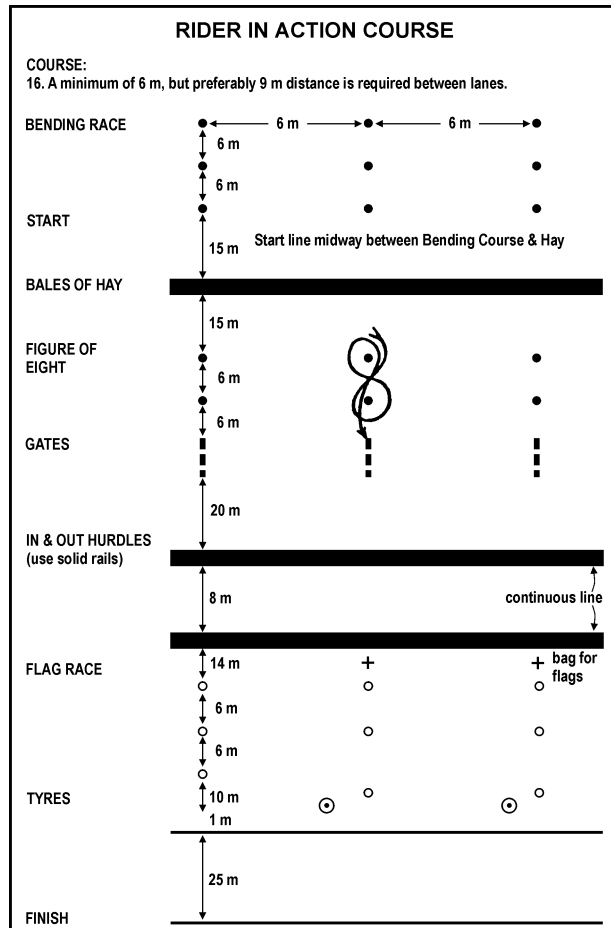 RIDER IN ACTION COURSE
COURSE:
16. A minimum of 6 m, but preferably 9 m distance is required between lanes.
BENDING RACE
6 m
6 m
6 m
6 m
START
15 m
Start line midway between Bending Course & Hay
BALES OF HAY
15 m
FIGURE OF
EIGHT
6 m
6 m
GATES
20 m
IN & OUT HURDLES
(use solid rails)
8 m
continuous line
FLAG RACE
14 m
bag for
flags
6 m
6 m
TYRES
10 m
1 m
25 m
FINISH